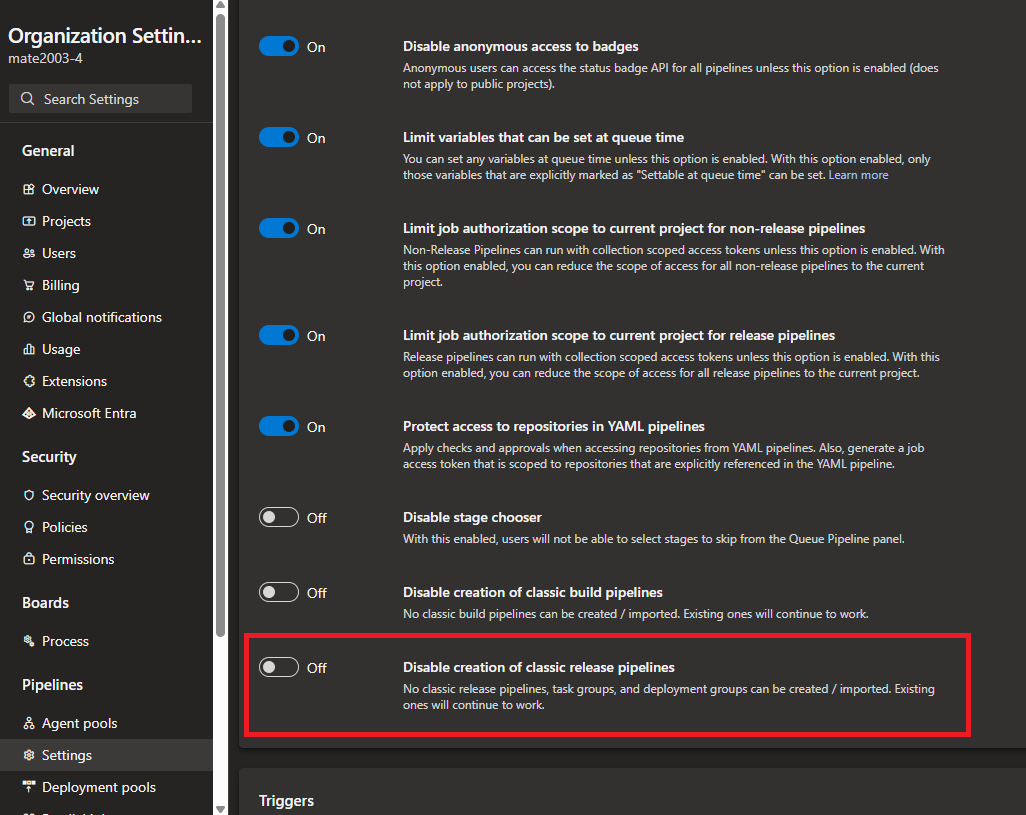 Organization Settin...
mate2003-4
Search Settings
General
Overview
Projects
Users
Billing
Global notifications
Usage
Extensions
Microsoft Entra
Security
Security overview
Policies
Permissions
Boards
Process
Pipelines
Agent pools
Settings
Deployment pools
On
Disable anonymous access to badges
Anonymous users can access the status badge API for all pipelines unless this option is enabled (does
not apply to public projects).
On
Limit variables that can be set at queue time
You can set any variables at queue time unless this option is enabled. With this option enabled, only
those variables that are explicitly marked as "Settable at queue time" can be set. Learn more
On
Limit job authorization scope to current project for non-release pipelines
Non-Release Pipelines can run with collection scoped access tokens unless this option is enabled. With
this option enabled, you can reduce the scope of access for all non-release pipelines to the current
project.
On
Limit job authorization scope to current project for release pipelines
Release pipelines can run with collection scoped access tokens unless this option is enabled. With this
option enabled, you can reduce the scope of access for all release pipelines to the current project.
On
Protect access to repositories in YAML pipelines
Apply checks and approvals when accessing repositories from YAML pipelines. Also, generate a job
access token that is scoped to repositories that are explicitly referenced in the YAML pipeline.
Off
Disable stage chooser
With this enabled, users will not be able to select stages to skip from the Queue Pipeline panel.
Off
Disable creation of classic build pipelines
No classic build pipelines can be created / imported. Existing ones will continue to work.
Off
Disable creation of classic release pipelines
No classic release pipelines, task groups, and deployment groups can be created / imported. Existing
ones will continue to work.
Triggers